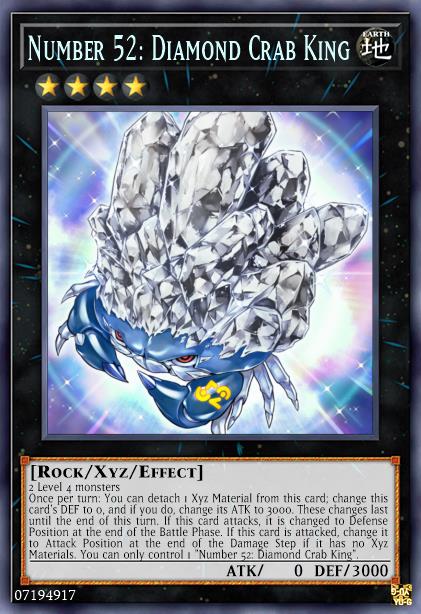 NUMBER 52: DIAMOND CRAB KING
EARTH
地
52
[ROCK/XYZ/EFFECT]
2 Level 4 monsters
Once per turn: You can detach 1 Xyz Material from this card; change this
card's DEF to 0, and if you do, change its ATK to 3000. These changes last
until the end of this turn. If this card attacks, it is changed to Defense
Position at the end of the Battle Phase. If this card is attacked, change it
to Attack Position at the end of the Damage Step if it has no Xyz
Materials. You can only control 1 "Number 52: Diamond Crab King".
ATK/ 0 DEF/3000
07194917